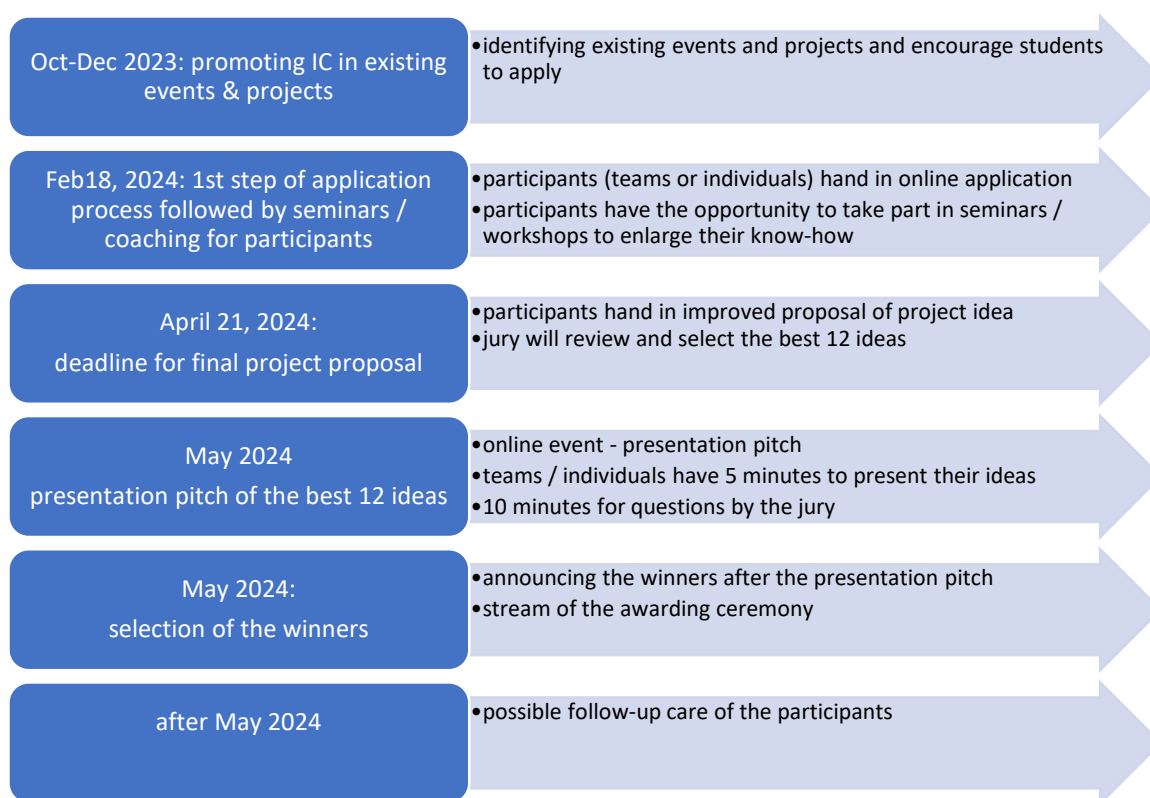 Oct-Dec 2023: promoting IC in existing
events & projects
•identifying existing events and projects and encourage students
to apply
Feb18, 2024: 1st step of application
process followed by seminars /
coaching for participants
•participants (teams or individuals) hand in online application
•participants have the opportunity to take part in seminars /
workshops to enlarge their know-how
April 21, 2024:
deadline for final project proposal
•participants hand in improved proposal of project idea
•jury will review and select the best 12 ideas
May 2024
presentation pitch of the best 12 ideas
•online event - presentation pitch
•teams / individuals have 5 minutes to present their ideas
•10 minutes for questions by the jury
May 2024:
selection of the winners
•announcing the winners after the presentation pitch
•stream of the awarding ceremony
after May 2024
•possible follow-up care of the participants